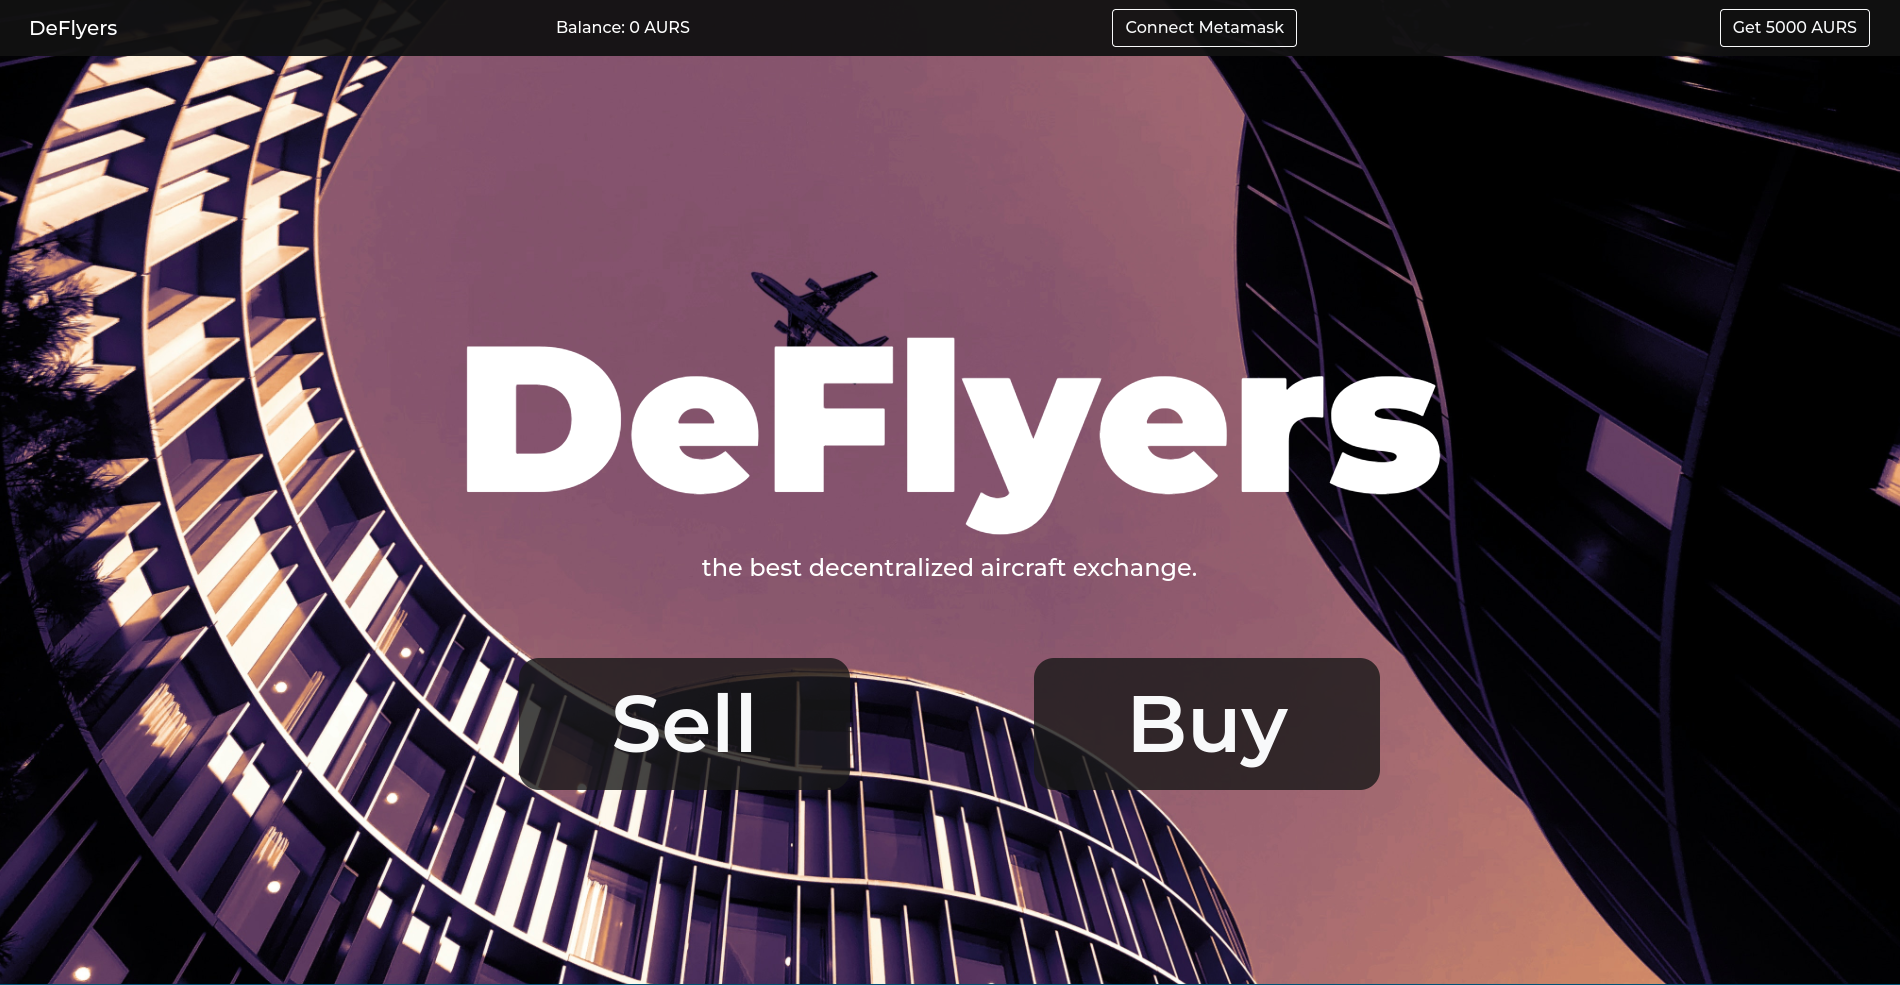 DeFlyers
Balance: 0 AURS
Connect Metamask
Get 5000 AURS
DeFlyers
the best decentralized aircraft exchange.
Sell
Buy